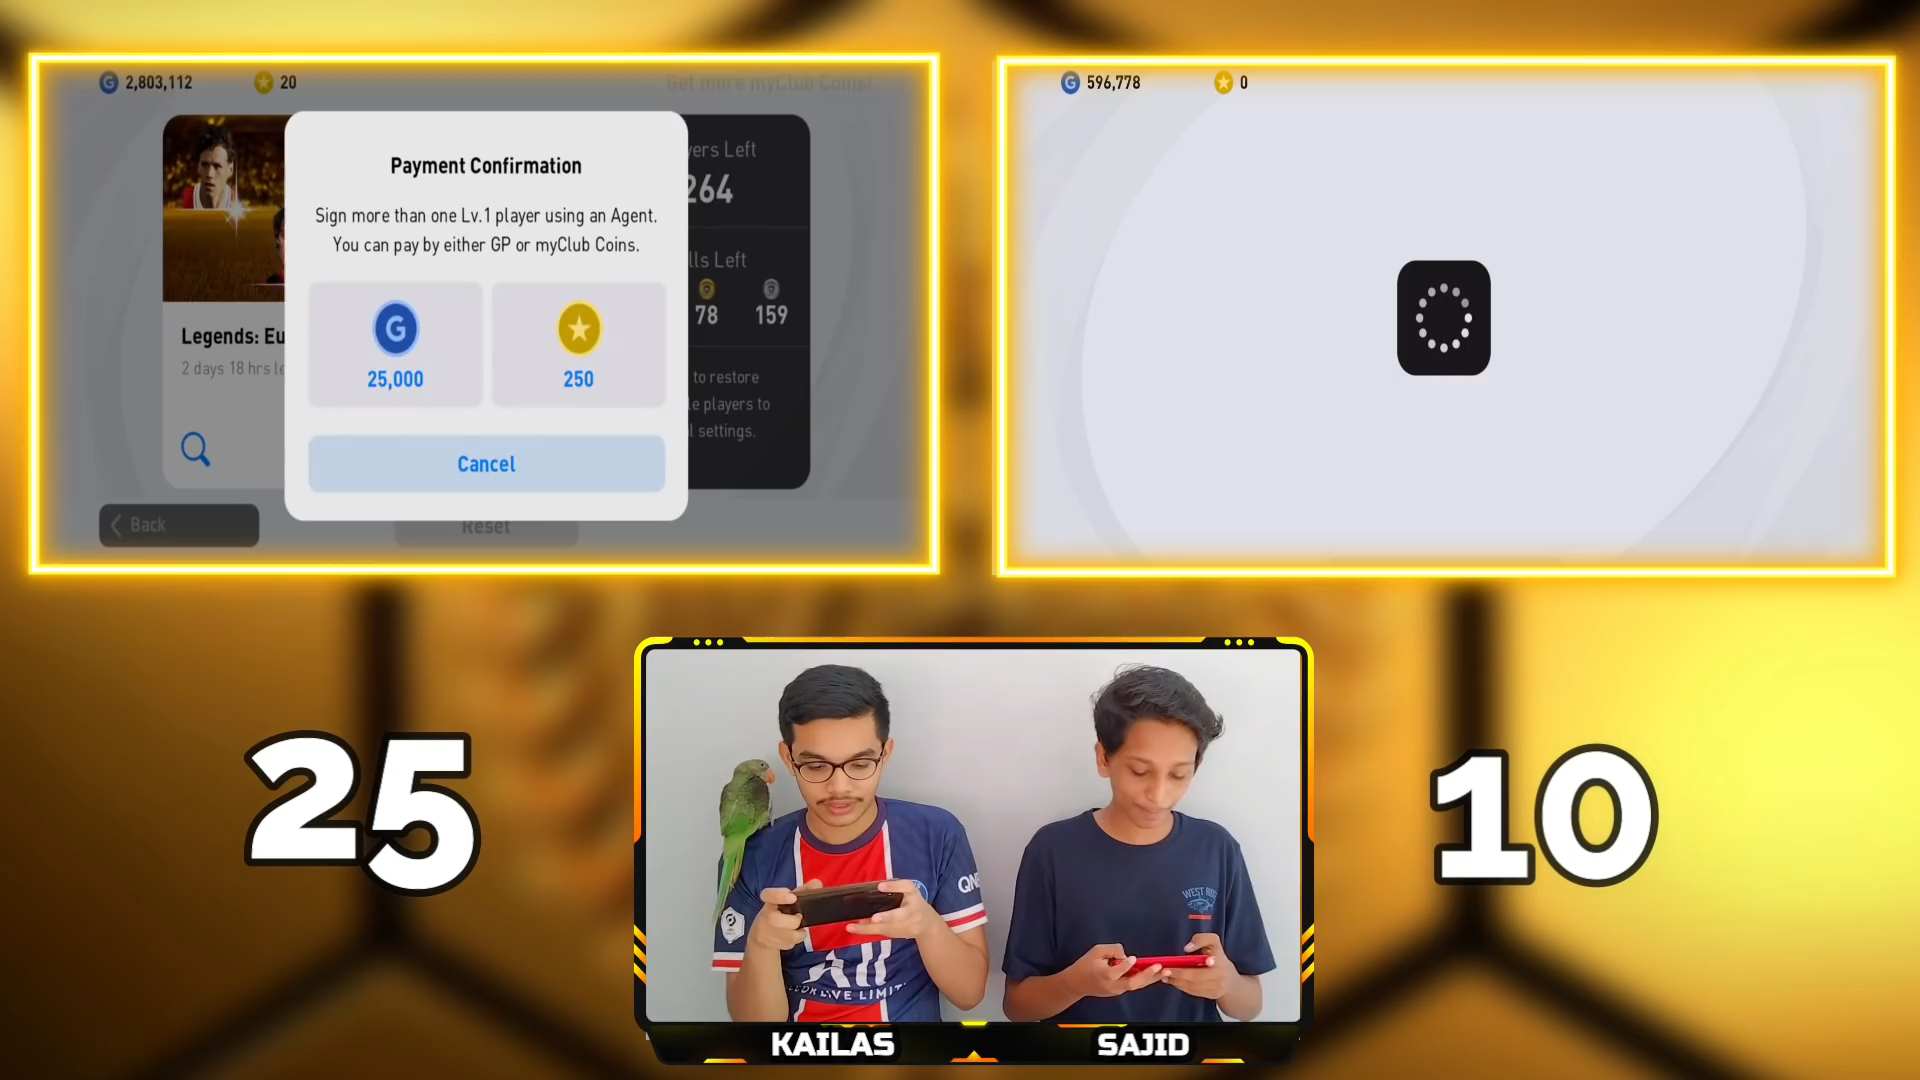 2,803,112
20
Get more myClub Coins!
Payment Confirmation
Sign more than one Lv.1 player using an Agent.
You can pay by either GP or myClub Coins.
25,000
250
Cancel
Legends: Eu
2 days 18 hrs le
yers Left
264
lls Left
78
159
to restore
le players to
l settings.
Back
Reset
596,778
0
25
10
WEST
KAILAS
SAJID